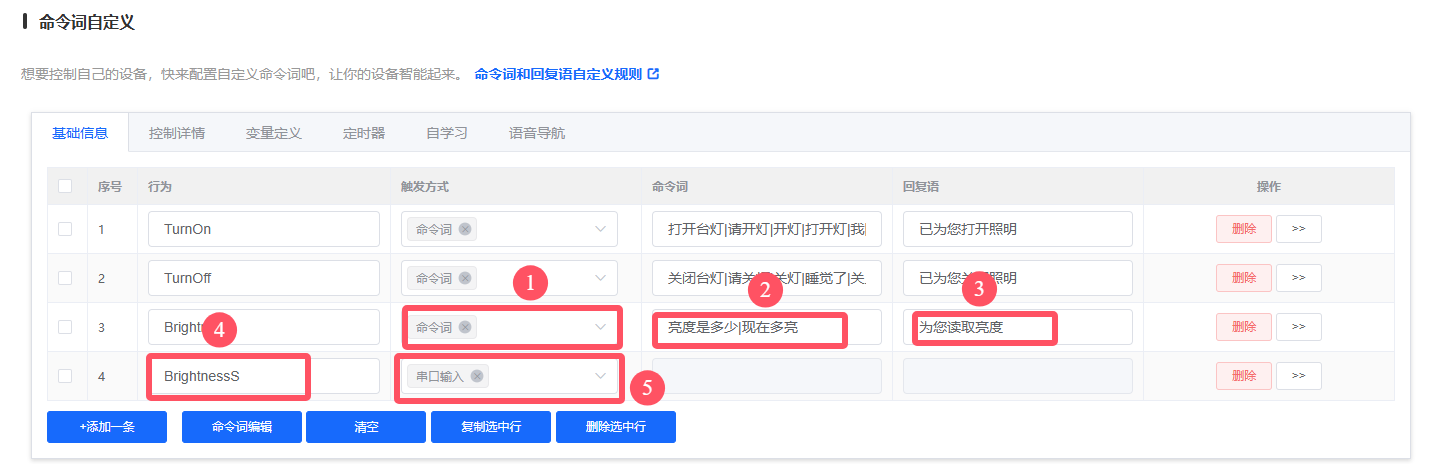 命令词自定义
想要控制自己的设备，快来配置自定义命令词吧，让你的设备智能起来。 命令词和回复语自定义规则
基础信息 控制详情 变量定义 定时器 自学习 语音导航
序号 行为 触发方式 命令词 回复语 操作
1 TurnOn 命令词 打开台灯|请开灯|开灯|打开灯|我 已为您打开照明 删除 >>
2 TurnOff 命令词 关闭台灯|请关 关灯|睡觉了|关 已为您关 照明 删除 >>
1 2 3
3 Bright 命令词 亮度是多少|现在多亮 为您读取亮度 删除 >>
4
4 BrightnessS 串口输入 删除 >>
5
+添加一条 命令词编辑 清空 复制选中行 删除选中行